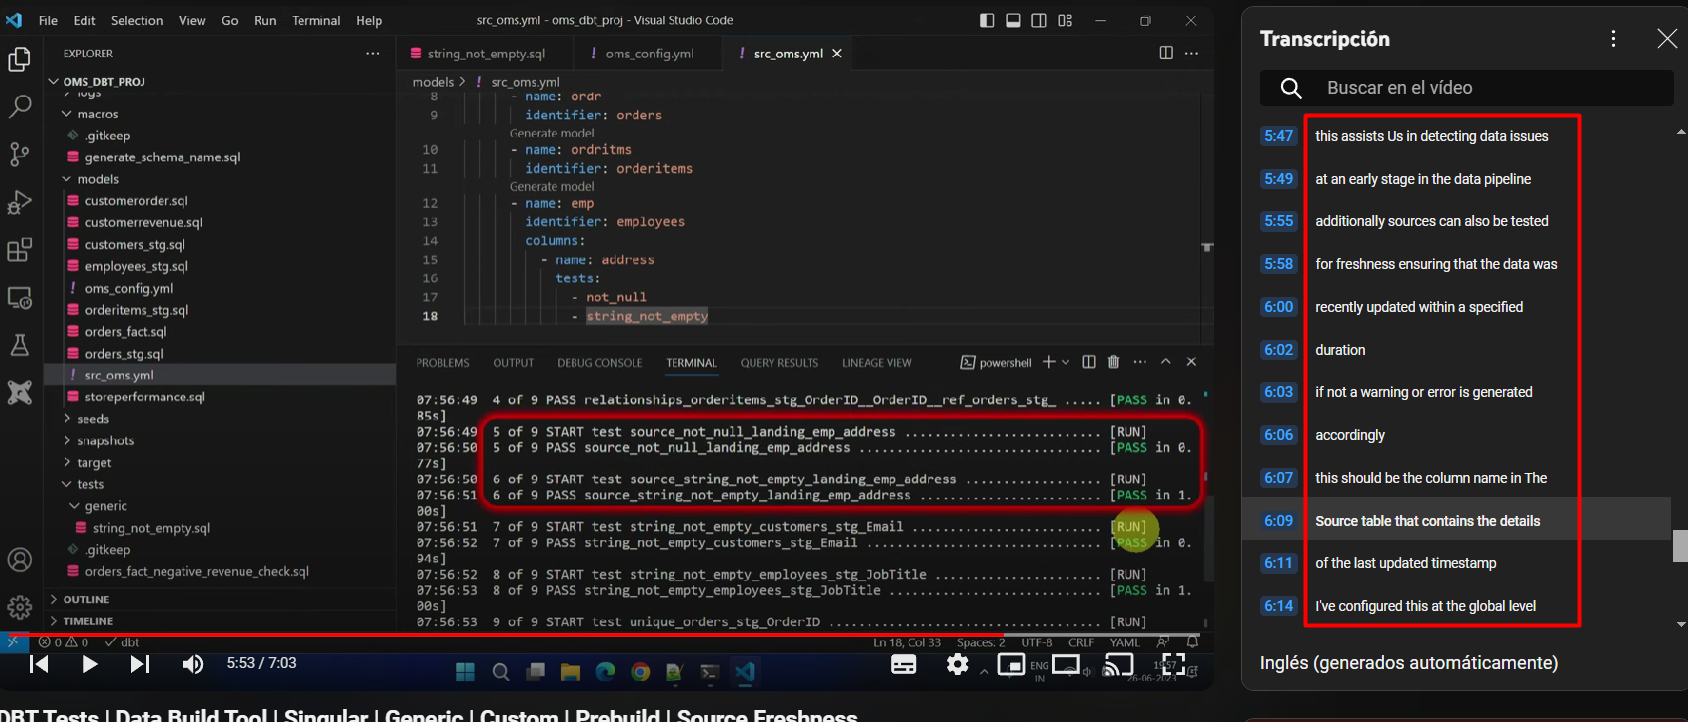 File Edit Selection View Go Run Terminal Help
src_oms.yml - oms_dbt_proj - Visual Studio Code
EXPLORER
OMS_DBT_PROJ
logs
macros
.gitkeep
generate_schema_name.sql
models
customerorder.sql
customerrevenue.sql
customers_stg.sql
employees_stg.sql
! oms_config.yml
orderitems_stg.sql
orders_fact.sql
orders_stg.sql
! src_oms.yml
storeperformance.sql
seeds
snapshots
target
tests
generic
string_not_empty.sql
.gitkeep
orders_fact_negative_revenue_check.sql
OUTLINE
TIMELINE
string_not_empty.sql ! oms_config.yml ! src_oms.yml
models > ! src_oms.yml
8 - name: ordr
9 identifier: orders
Generate model
10 - name: ordritms
11 identifier: orderitems
Generate model
12 - name: emp
13 identifier: employees
14 columns:
15 - name: address
16 tests:
17 - not_null
18 - string_not_empty
PROBLEMS OUTPUT DEBUG CONSOLE TERMINAL QUERY RESULTS LINEAGE VIEW powershell
07:56:49 4 of 9 PASS relationships_orderitems_stg_OrderID__OrderID__ref_orders_stg_ ..... [PASS in 0.
85s]
07:56:49 5 of 9 START test source_not_null_landing_emp_address ........................... [RUN]
07:56:50 5 of 9 PASS source_not_null_landing_emp_address ................................. [PASS in 0.
77s]
07:56:50 6 of 9 START test source_string_not_empty_landing_emp_address ................... [RUN]
07:56:51 6 of 9 PASS source_string_not_empty_landing_emp_address ......................... [PASS in 1.
00s]
07:56:51 7 of 9 START test string_not_empty_customers_stg_Email .......................... [RUN]
07:56:52 7 of 9 PASS string_not_empty_customers_stg_Email ................................ [PASS in 0.
94s]
07:56:52 8 of 9 START test string_not_empty_employees_stg_JobTitle ....................... [RUN]
07:56:53 8 of 9 PASS string_not_empty_employees_stg_JobTitle ............................. [PASS in 1.
00s]
07:56:53 9 of 9 START test unique_orders_stg_OrderID ..................................... [RUN]
0 0 dbt
Ln 18, Col 33 Spaces: 2 UTF-8 CRLF YAML
5:53 / 7:03
ENG
IN
19:57
26-06-2023
DBT Tests | Data Build Tool | Singular | Generic | Custom | Prebuild | Source Freshness
Transcripción
Buscar en el vídeo
5:47 this assists Us in detecting data issues
5:49 at an early stage in the data pipeline
5:55 additionally sources can also be tested
5:58 for freshness ensuring that the data was
6:00 recently updated within a specified
6:02 duration
6:03 if not a warning or error is generated
6:06 accordingly
6:07 this should be the column name in The
6:09 Source table that contains the details
6:11 of the last updated timestamp
6:14 I've configured this at the global level
Inglés (generados automáticamente)